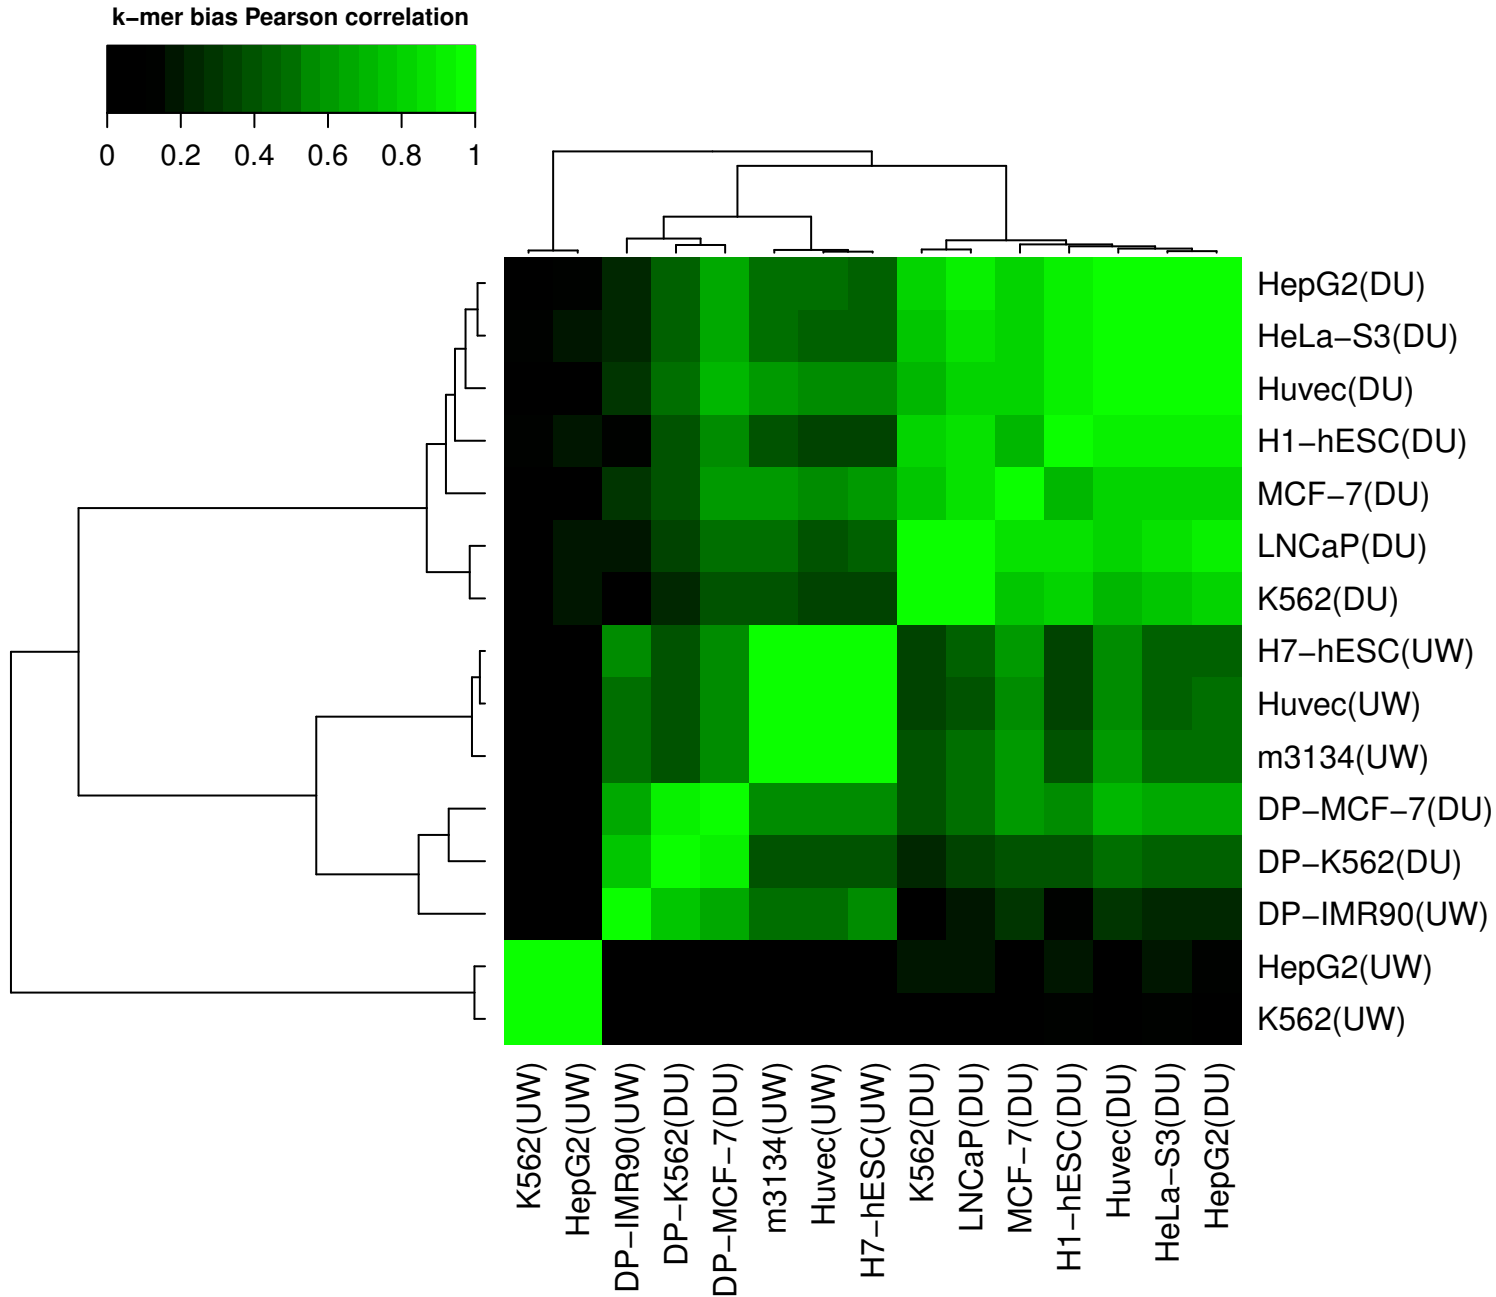 k−mer bias Pearson correlation
0 0.2 0.4 0.6 0.8 1
HepG2(DU)
HeLa−S3(DU)
Huvec(DU)
H1−hESC(DU)
MCF−7(DU)
LNCaP(DU)
K562(DU)
H7−hESC(UW)
Huvec(UW)
m3134(UW)
DP−MCF−7(DU)
DP−K562(DU)
DP−IMR90(UW)
HepG2(UW)
K562(UW)
K562(UW)
HepG2(UW)
DP−IMR90(UW)
DP−K562(DU)
DP−MCF−7(DU)
m3134(UW)
Huvec(UW)
H7−hESC(UW)
K562(DU)
LNCaP(DU)
MCF−7(DU)
H1−hESC(DU)
Huvec(DU)
HeLa−S3(DU)
HepG2(DU)